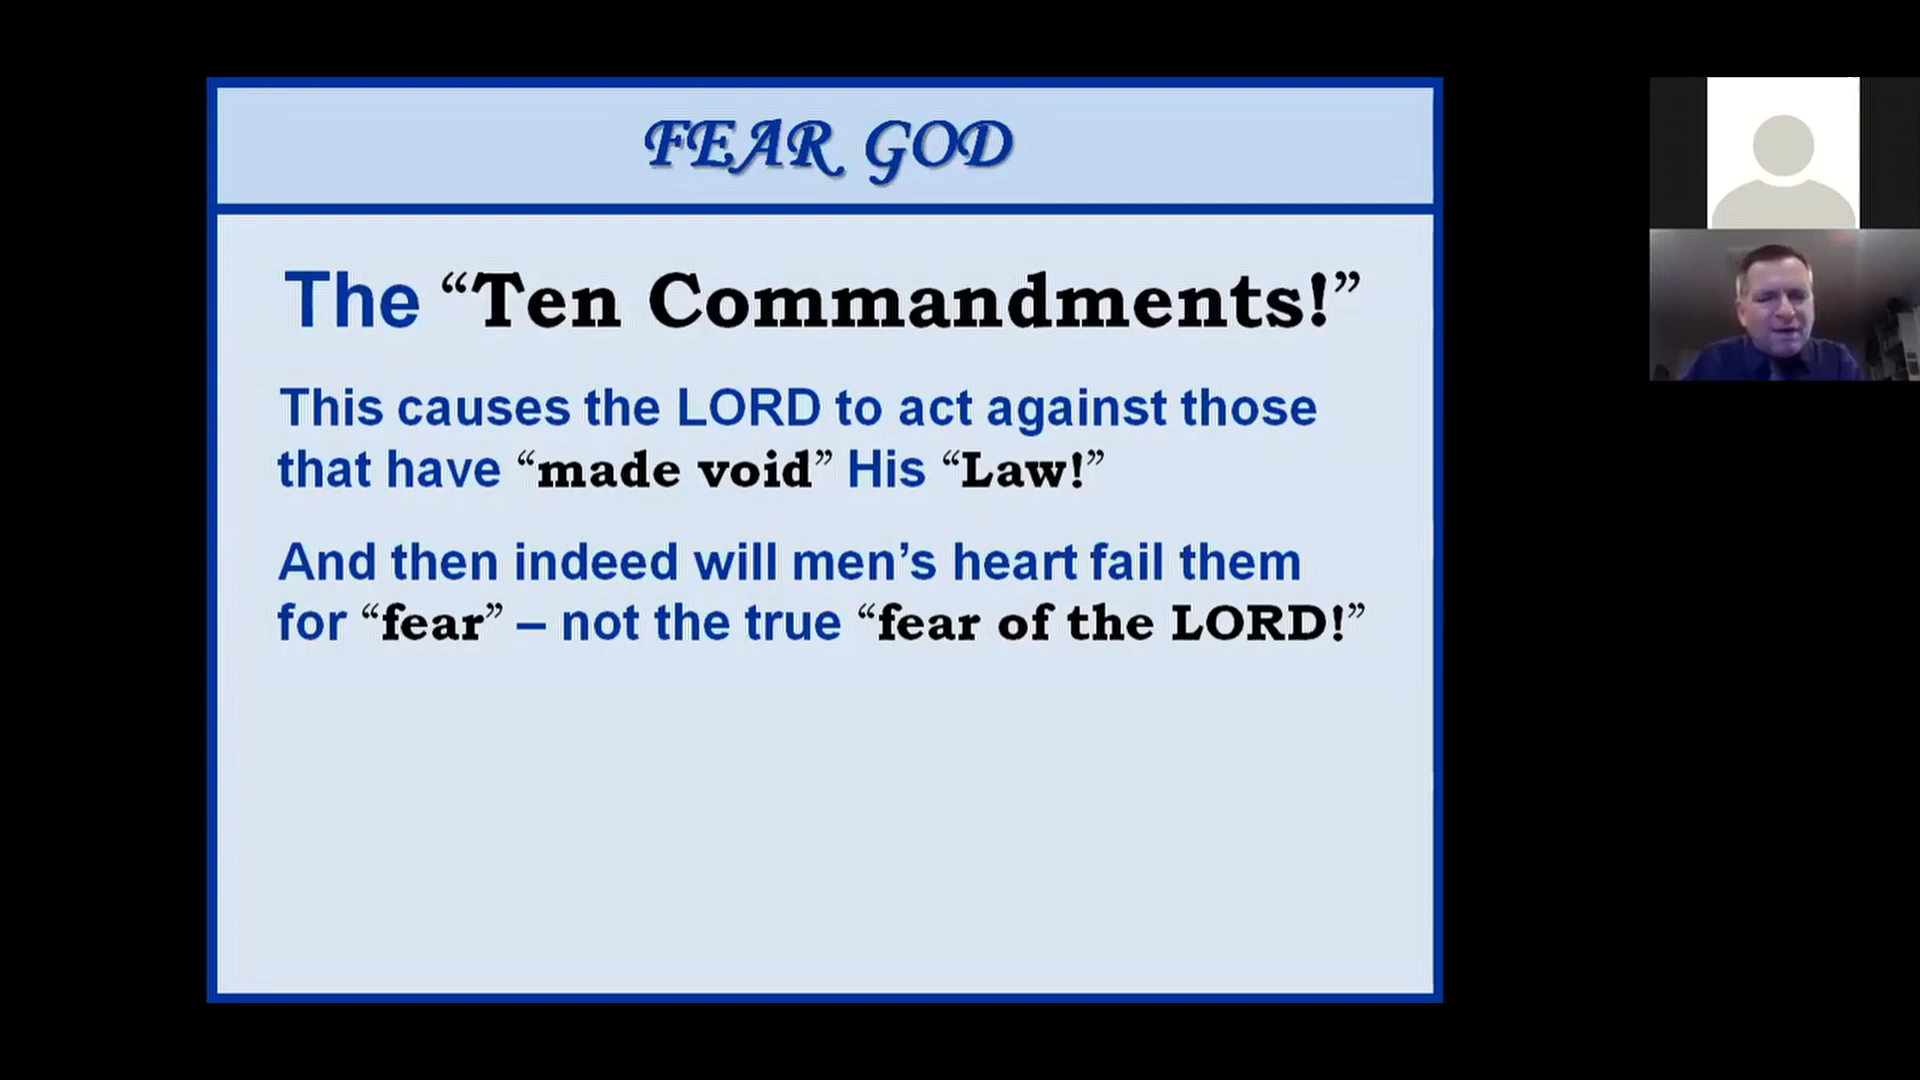 FEAR GOD
The “Ten Commandments!”
This causes the LORD to act against those
that have “made void” His “Law!”
And then indeed will men’s heart fail them
for “fear” – not the true “fear of the LORD!”